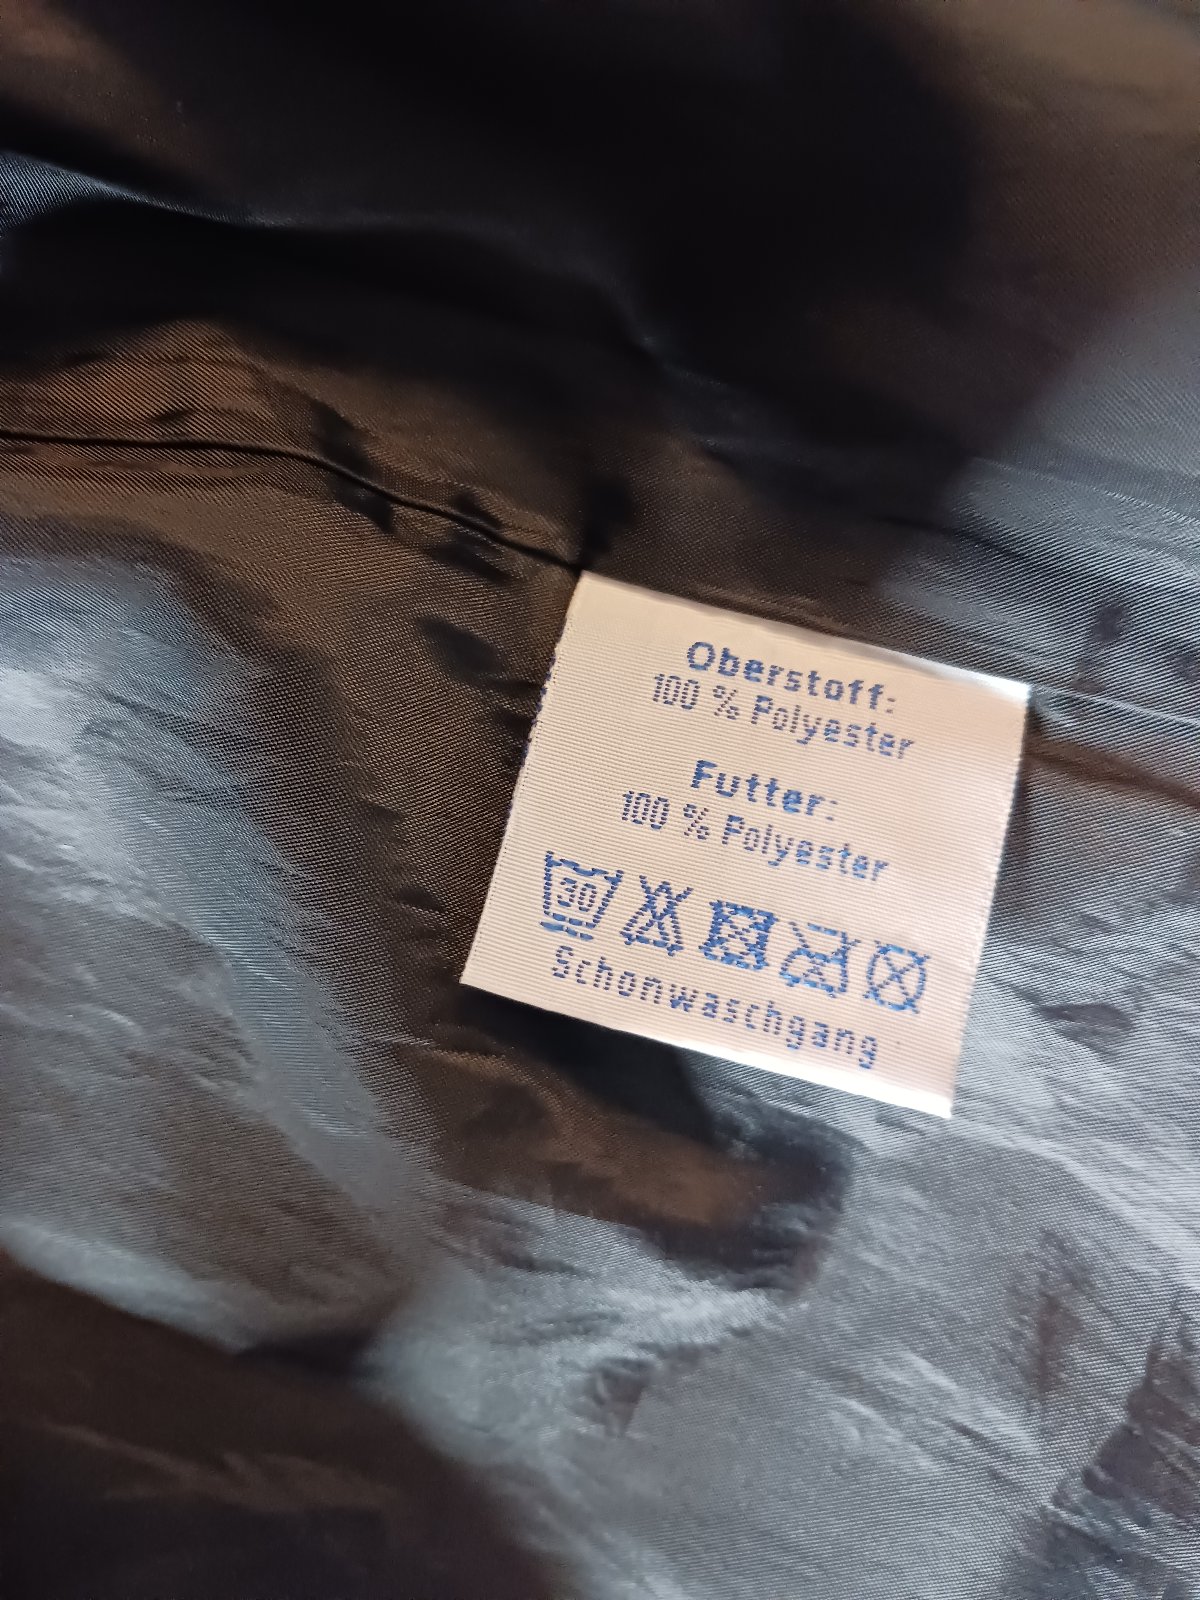 Oberstoff:
100 % Polyester
Futter:
100 % Polyester
30
Schonwaschgang